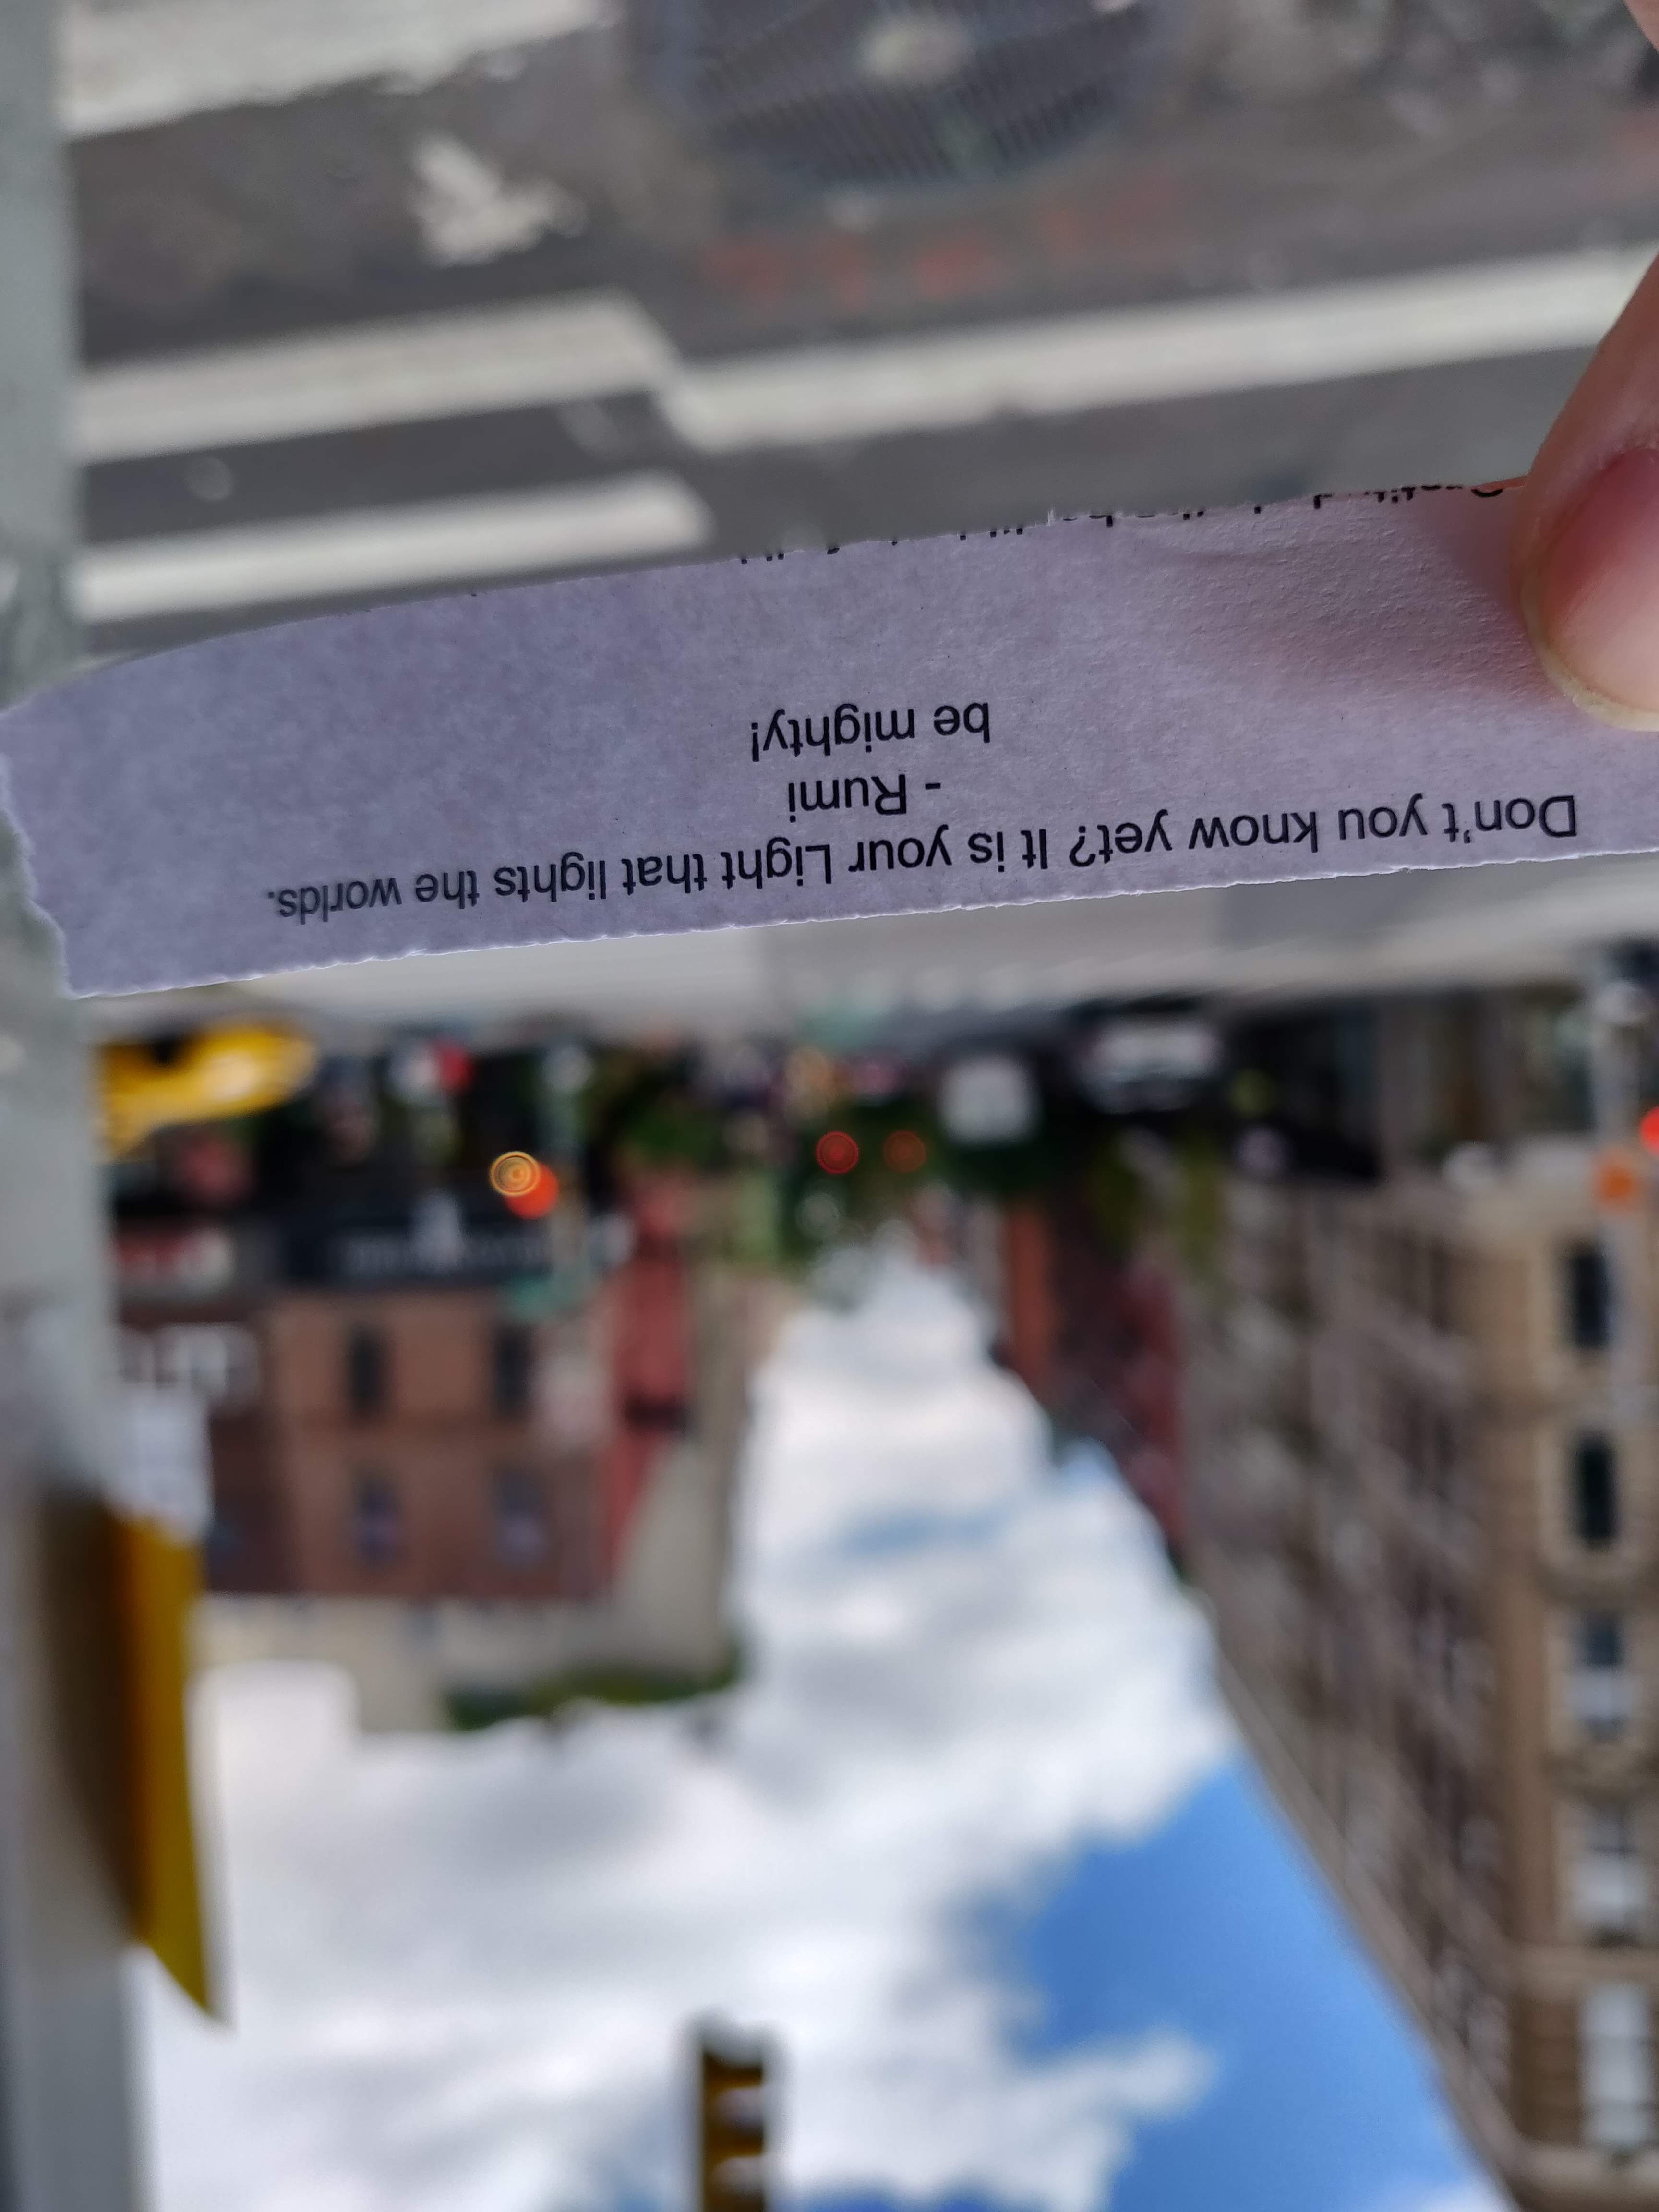 Don't you know yet? It is your Light that lights the worlds.
- Rumi
be mighty!